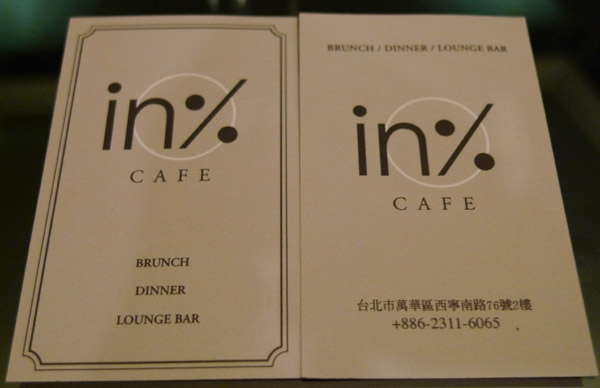 in%
CAFE
BRUNCH
DINNER
LOUNGE BAR
BRUNCH / DINNER / LOUNGE BAR
in%
CAFE
台北市萬華區西寧南路76號2樓
+886-2311-6065